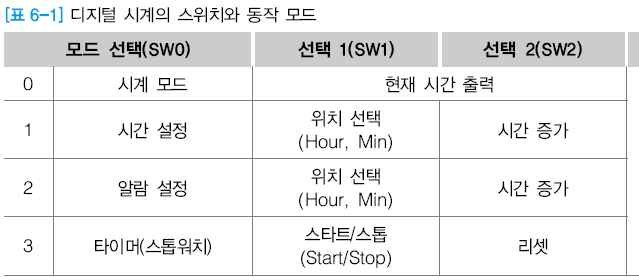 [표 6-1] 디지털 시계의 스위치와 동작 모드
모드 선택(SW0) 선택 1(SW1) 선택 2(SW2)
0 시계 모드 현재 시간 출력
1 시간 설정 위치 선택 (Hour, Min) 시간 증가
2 알람 설정 위치 선택 (Hour, Min) 시간 증가
3 타이머(스톱워치) 스타트/스톱 (Start/Stop) 리셋